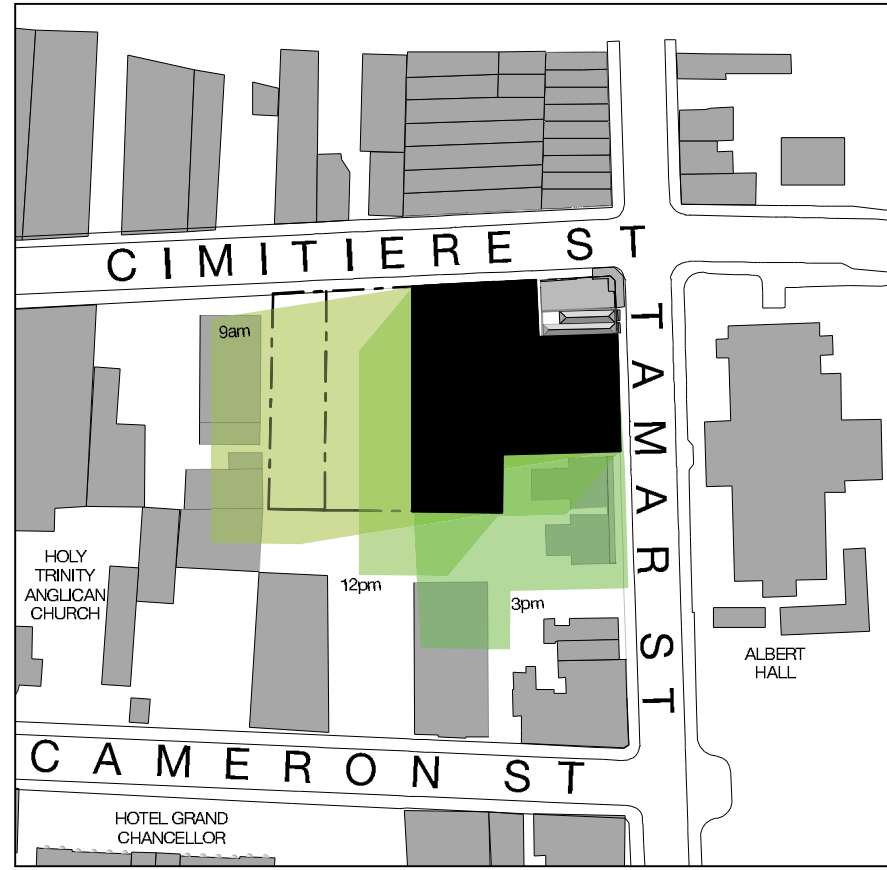 CIMITIERE ST
9am
TAMAR ST
HOLY
TRINITY
ANGLICAN
CHURCH
12pm
3pm
ALBERT
HALL
CAMERON ST
HOTEL GRAND
CHANCELLOR